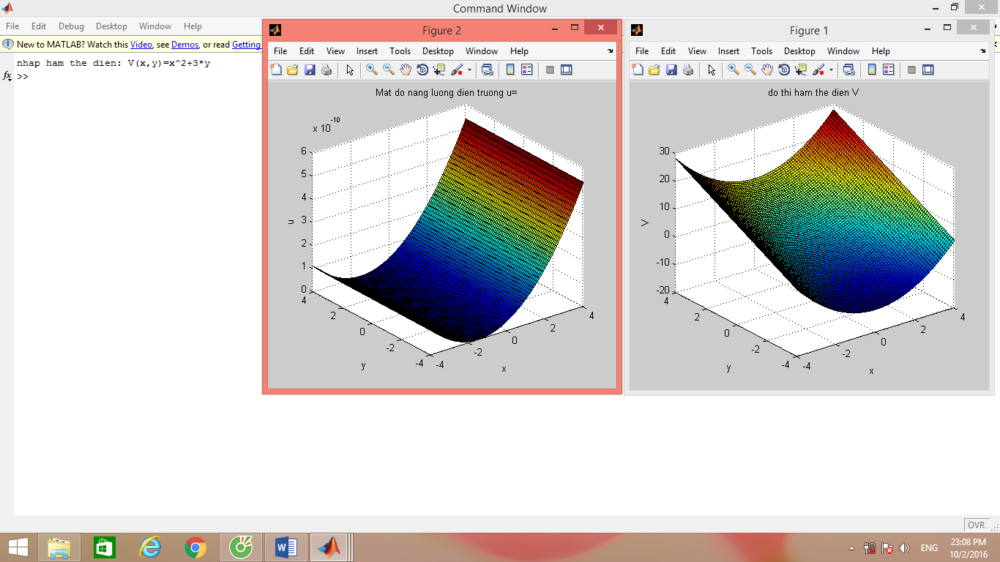 Command Window
File Edit Debug Desktop Window Help
New to MATLAB? Watch this Video, see Demos, or read Getting
nhap ham the dien: V(x,y)=x^2+3*y
fx >>
Figure 2
File Edit View Insert Tools Desktop Window Help
Mat do nang luong dien truong u=
x 10
-10
6
5
4
3
2
1
0
u
4
2
0
-2
-4
y
-4
-2
0
2
4
x
Figure 1
File Edit View Insert Tools Desktop Window Help
do thi ham the dien V
30
20
10
0
-10
-20
V
4
2
0
-2
-4
y
-4
-2
0
2
4
x
OVR
ENG
23:08 PM
10/2/2016